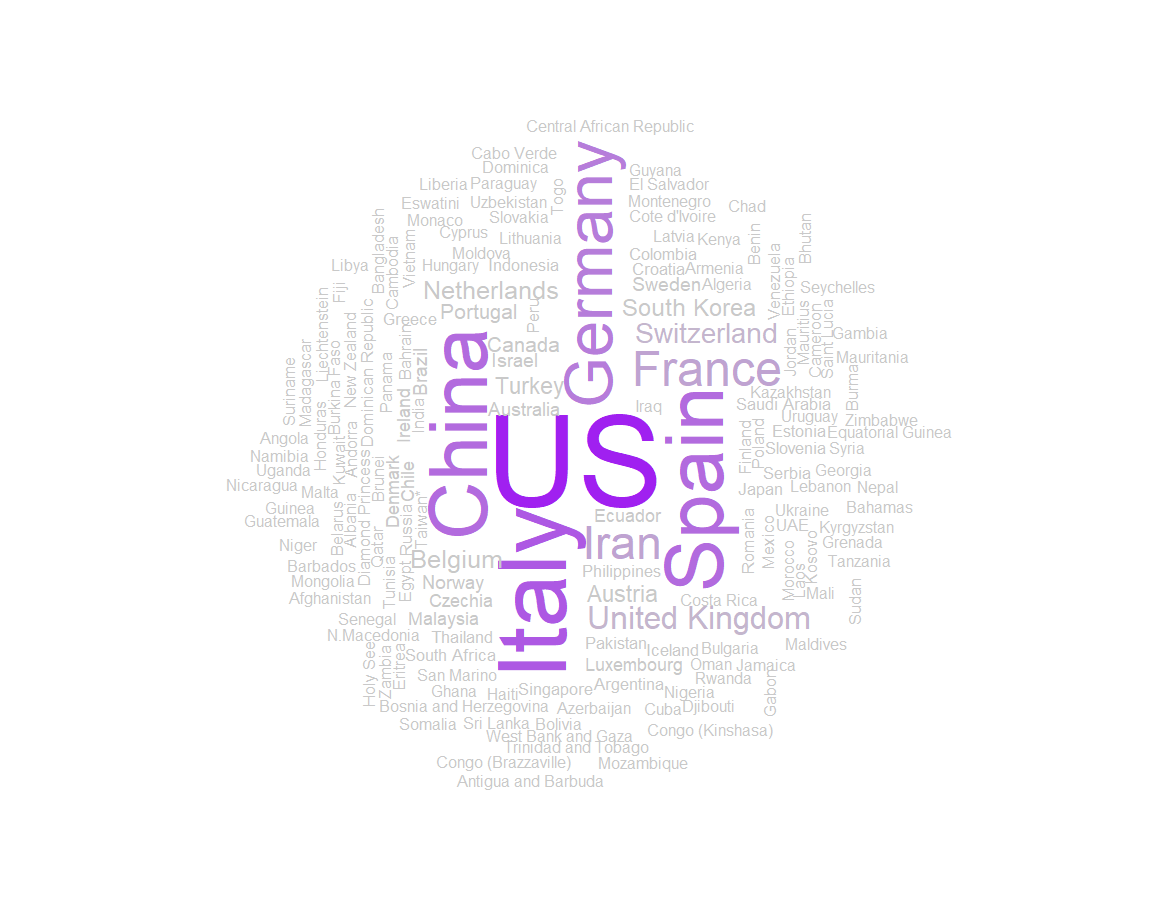 Central African Republic
Cabo Verde
Dominica
Guyana
Liberia
Paraguay
El Salvador
Togo
Eswatini
Uzbekistan
Montenegro
Chad
Monaco
Slovakia
Cote d'Ivoire
Cyprus
Lithuania
Latvia
Kenya
Benin
Bhutan
Bangladesh
Vietnam
Moldova
Colombia
Libya
Cambodia
Hungary
Indonesia
Germany
Croatia
Armenia
Venezuela
Ethiopia
Fiji
Netherlands
Sweden
Algeria
Seychelles
Liechtenstein
Greece
Portugal
Peru
South Korea
Mauritius
Cameroon
Saint Lucia
Gambia
New Zealand
Dominican Republic
Bahrain
Canada
Switzerland
Jordan
Mauritania
Suriname
Madagascar
Burkina Faso
Panama
Brazil
Israel
France
Burma
Turkey
Kazakhstan
Honduras
Ireland
India
China
Australia
Iraq
Saudi Arabia
Uruguay
Zimbabwe
Angola
US
Spain
Finland
Poland
Estonia
Equatorial Guinea
Namibia
Kuwait
Andorra
Slovenia
Syria
Uganda
Brunei
Denmark
Chile
Serbia
Georgia
Nicaragua
Malta
Diamond Princess
Japan
Lebanon
Nepal
Guinea
Belarus
Albania
Taiwan*
Russia
Ecuador
Ukraine
Bahamas
Guatemala
Qatar
Italy
Iran
Romania
Mexico
UAE
Kyrgyzstan
Niger
Belgium
Kosovo
Grenada
Barbados
Philippines
Morocco
Laos
Tanzania
Mongolia
Tunisia
Egypt
Norway
Austria
Mali
Sudan
Afghanistan
Czechia
Costa Rica
Senegal
Malaysia
United Kingdom
N.Macedonia
Thailand
Pakistan
Iceland
Bulgaria
Maldives
Holy See
Zambia
Eritrea
South Africa
Luxembourg
Oman
Jamaica
San Marino
Singapore
Argentina
Rwanda
Gabon
Ghana
Haiti
Nigeria
Bosnia and Herzegovina
Azerbaijan
Cuba
Djibouti
Somalia
Sri Lanka
Bolivia
Congo (Kinshasa)
West Bank and Gaza
Trinidad and Tobago
Congo (Brazzaville)
Mozambique
Antigua and Barbuda